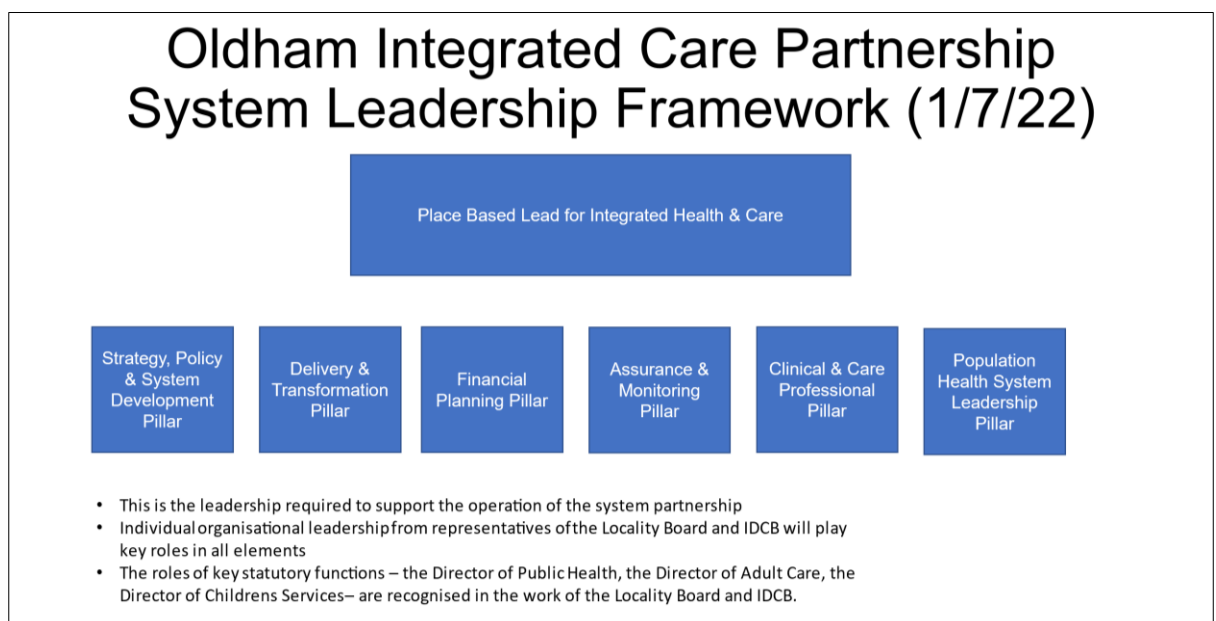 Oldham Integrated Care Partnership
System Leadership Framework (1/7/22)
Place Based Lead for Integrated Health & Care
Strategy, Policy
& System
Development
Pillar
Delivery &
Transformation
Pillar
Financial
Planning Pillar
Assurance &
Monitoring
Pillar
Clinical & Care
Professional
Pillar
Population
Health System
Leadership
Pillar
• This is the leadership required to support the operation of the system partnership
• Individual organisational leadership from representatives of the Locality Board and IDCB will play
key roles in all elements
• The roles of key statutory functions – the Director of Public Health, the Director of Adult Care, the
Director of Childrens Services– are recognised in the work of the Locality Board and IDCB.